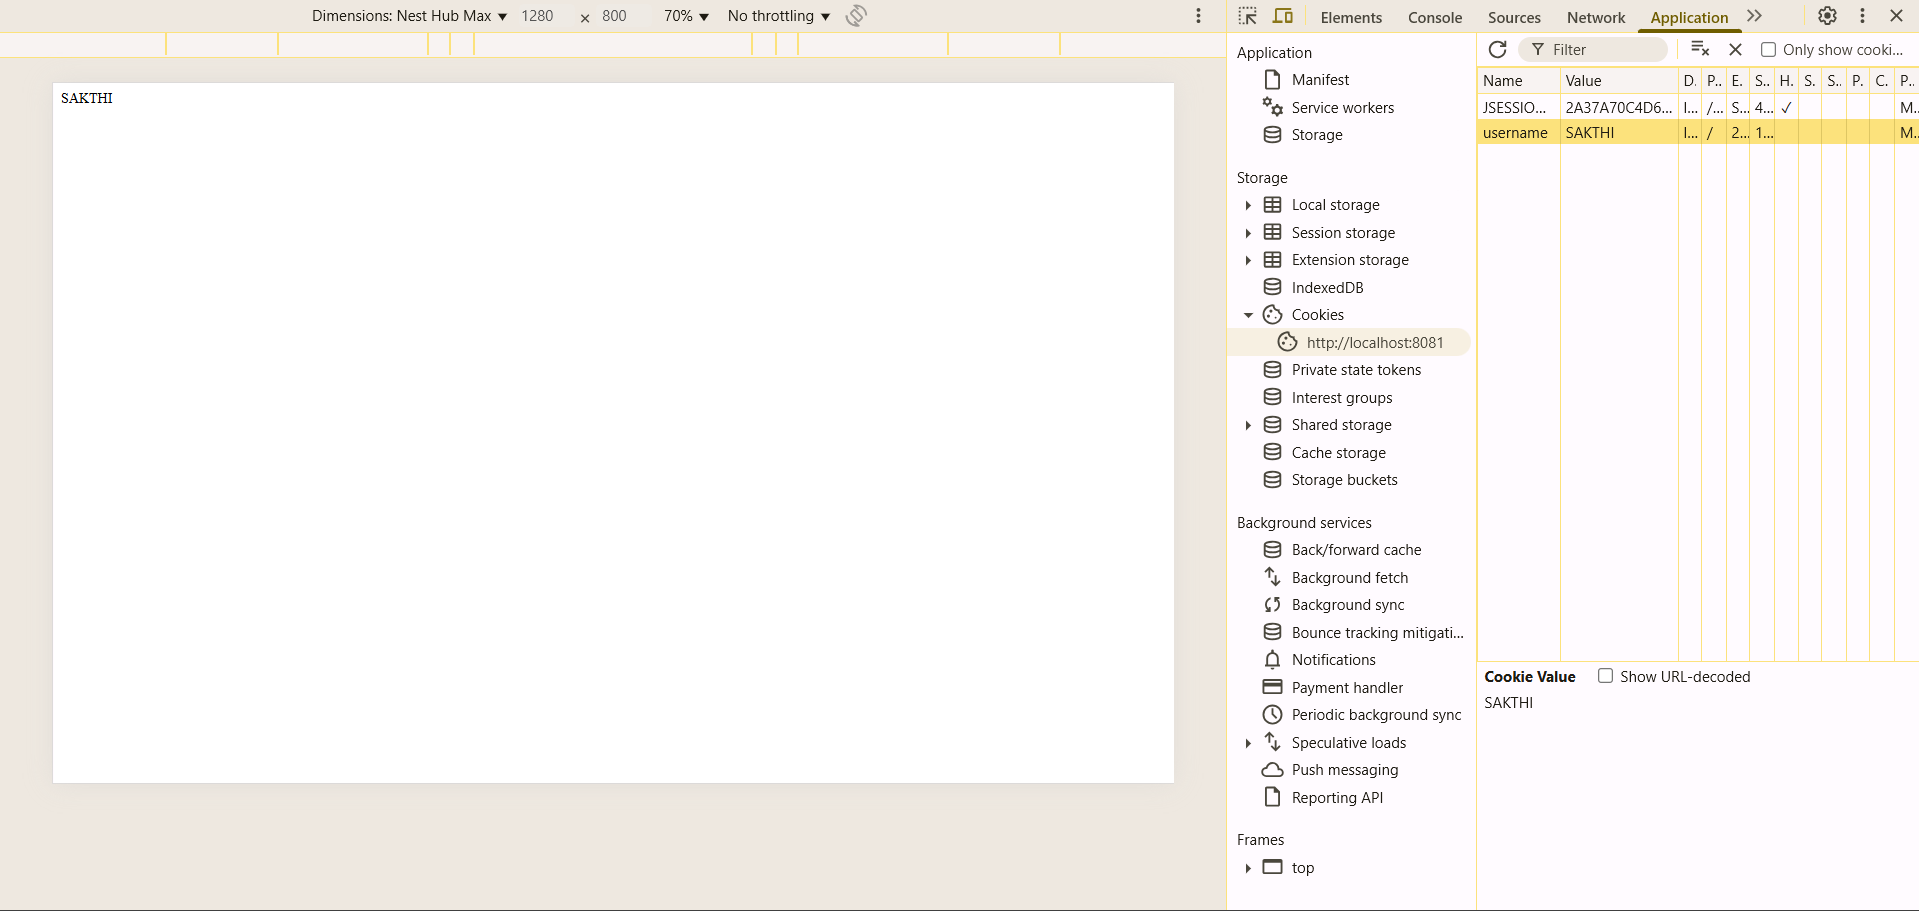 Dimensions: Nest Hub Max ▼ 1280 × 800 70% ▼ No throttling ▼
SAKTHI
Elements Console Sources Network Application
Application
Manifest
Service workers
Storage
Storage
Local storage
Session storage
Extension storage
IndexedDB
Cookies
http://localhost:8081
Private state tokens
Interest groups
Shared storage
Cache storage
Storage buckets
Background services
Back/forward cache
Background fetch
Background sync
Bounce tracking mitigati...
Notifications
Payment handler
Periodic background sync
Speculative loads
Push messaging
Reporting API
Frames
top
Filter Only show cooki...
Name Value D. P.. E. S.. H. S. S.. P. C. P..
JSESSIO... 2A37A70C4D6... l... /... S... 4... ✓ M...
username SAKTHI l... / 2... 1... M...
Cookie Value Show URL-decoded
SAKTHI